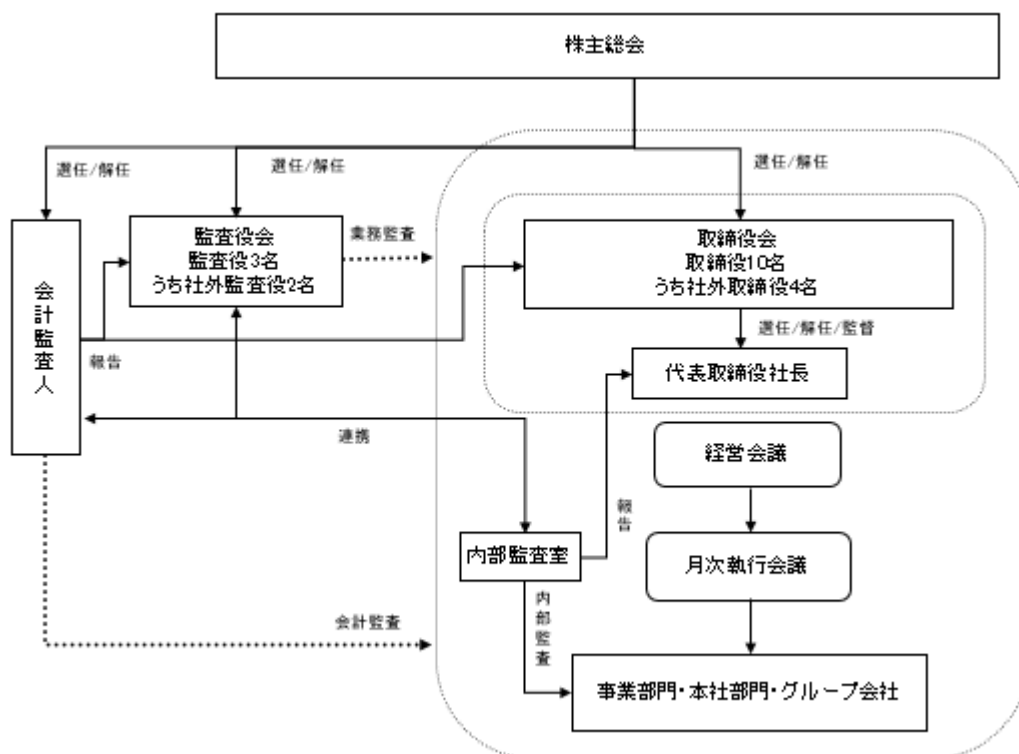 株主総会
選任/解任
選任/解任
選任/解任
監査役会
監査役3名
うち社外監査役2名
業務監査
取締役会
取締役10名
うち社外取締役4名
会計監査人
報告
選任/解任/監督
代表取締役社長
連携
経営会議
報告
内部監査室
月次執行会議
内部監査
会計監査
事業部門・本社部門・グループ会社